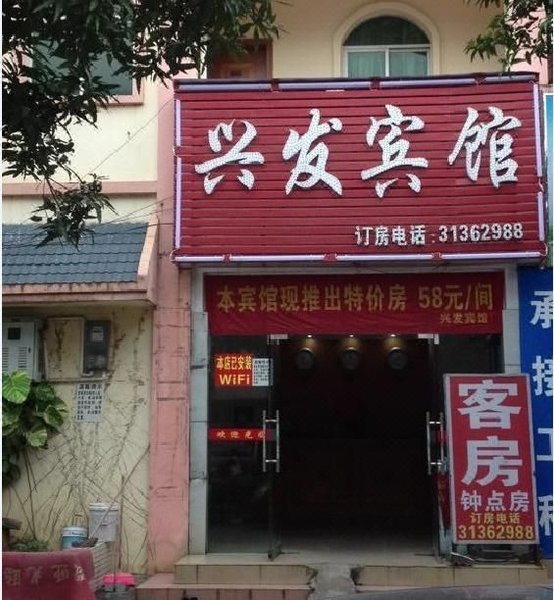 兴发宾馆
订房电话:31362988
本宾馆现推出特价房 58元/间
兴发宾馆
本店已安装
WiFi
欢迎光临
客房
钟点房
订房电话
31362988
承接工程